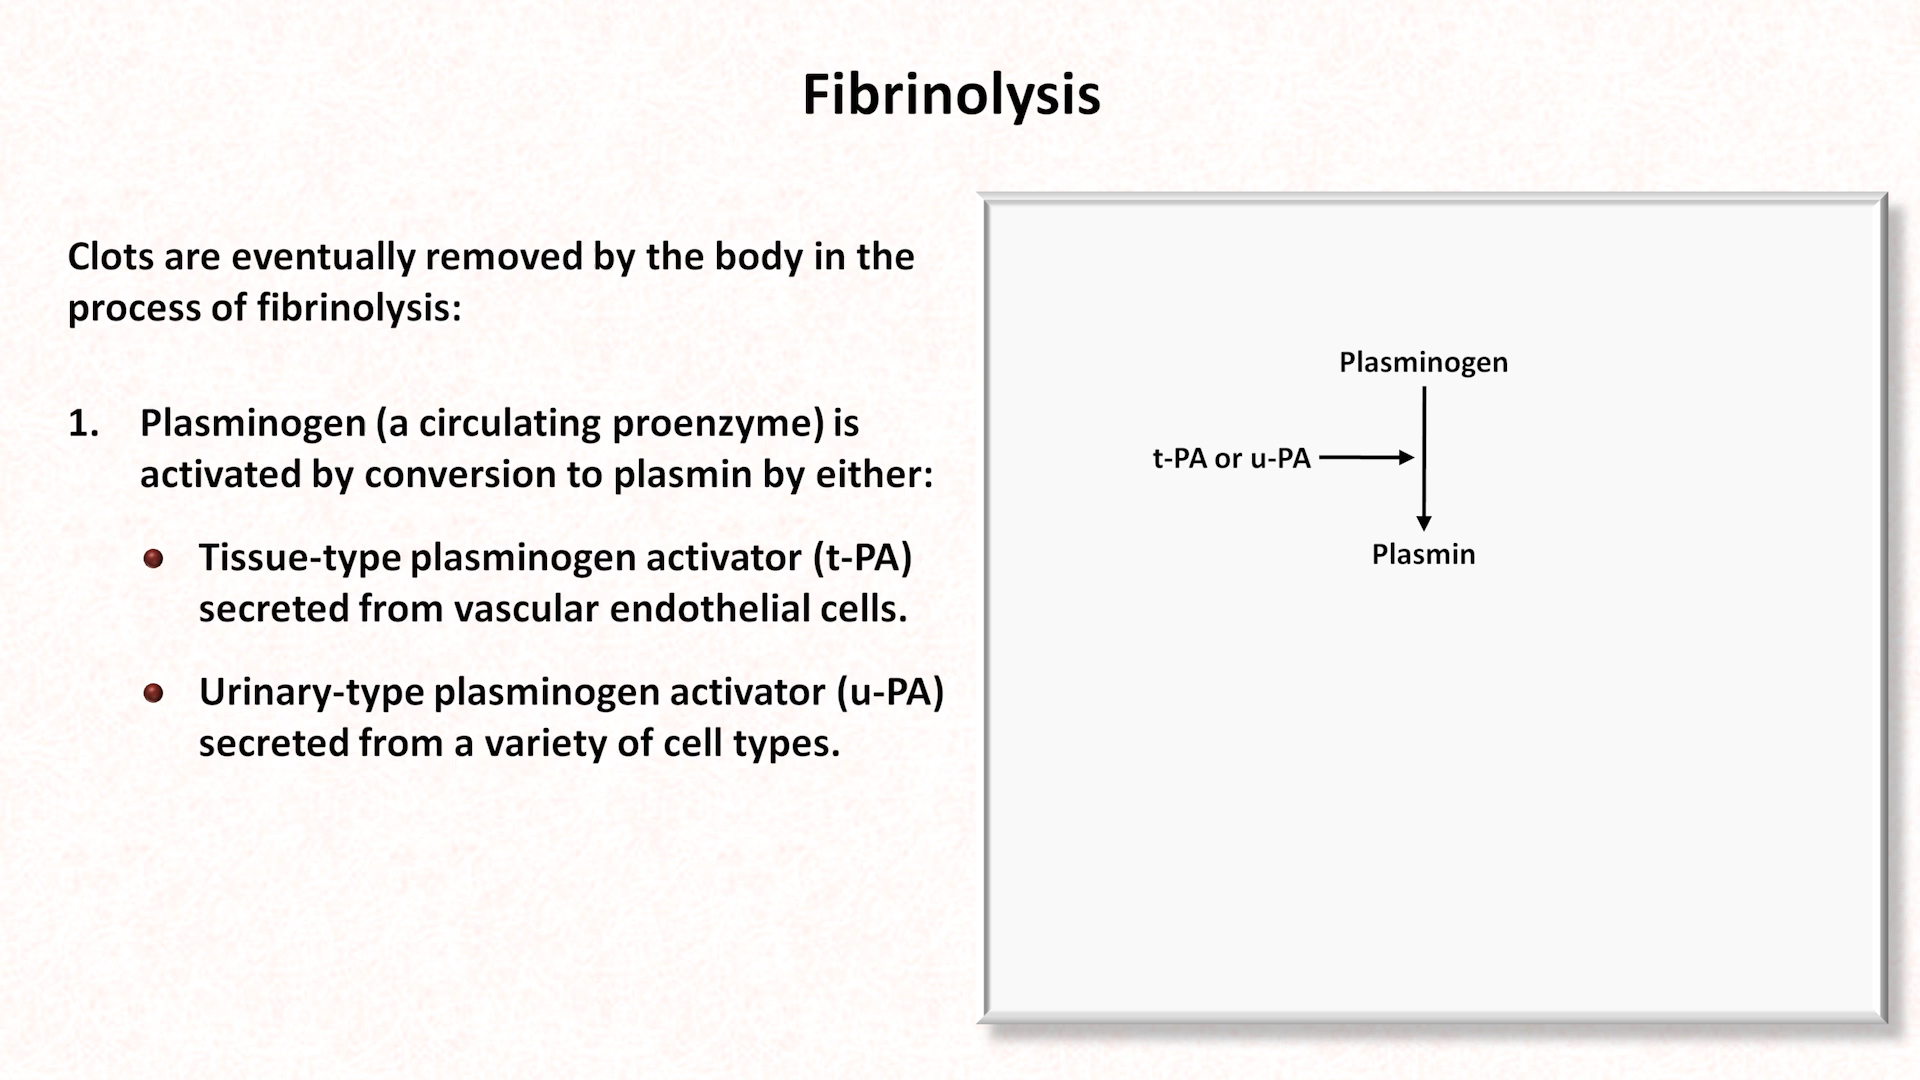 Fibrinolysis
Clots are eventually removed by the body in the
process of fibrinolysis:
1. Plasminogen (a circulating proenzyme) is
activated by conversion to plasmin by either:
Tissue-type plasminogen activator (t-PA)
secreted from vascular endothelial cells.
Urinary-type plasminogen activator (u-PA)
secreted from a variety of cell types.
Plasminogen
t-PA or u-PA
Plasmin